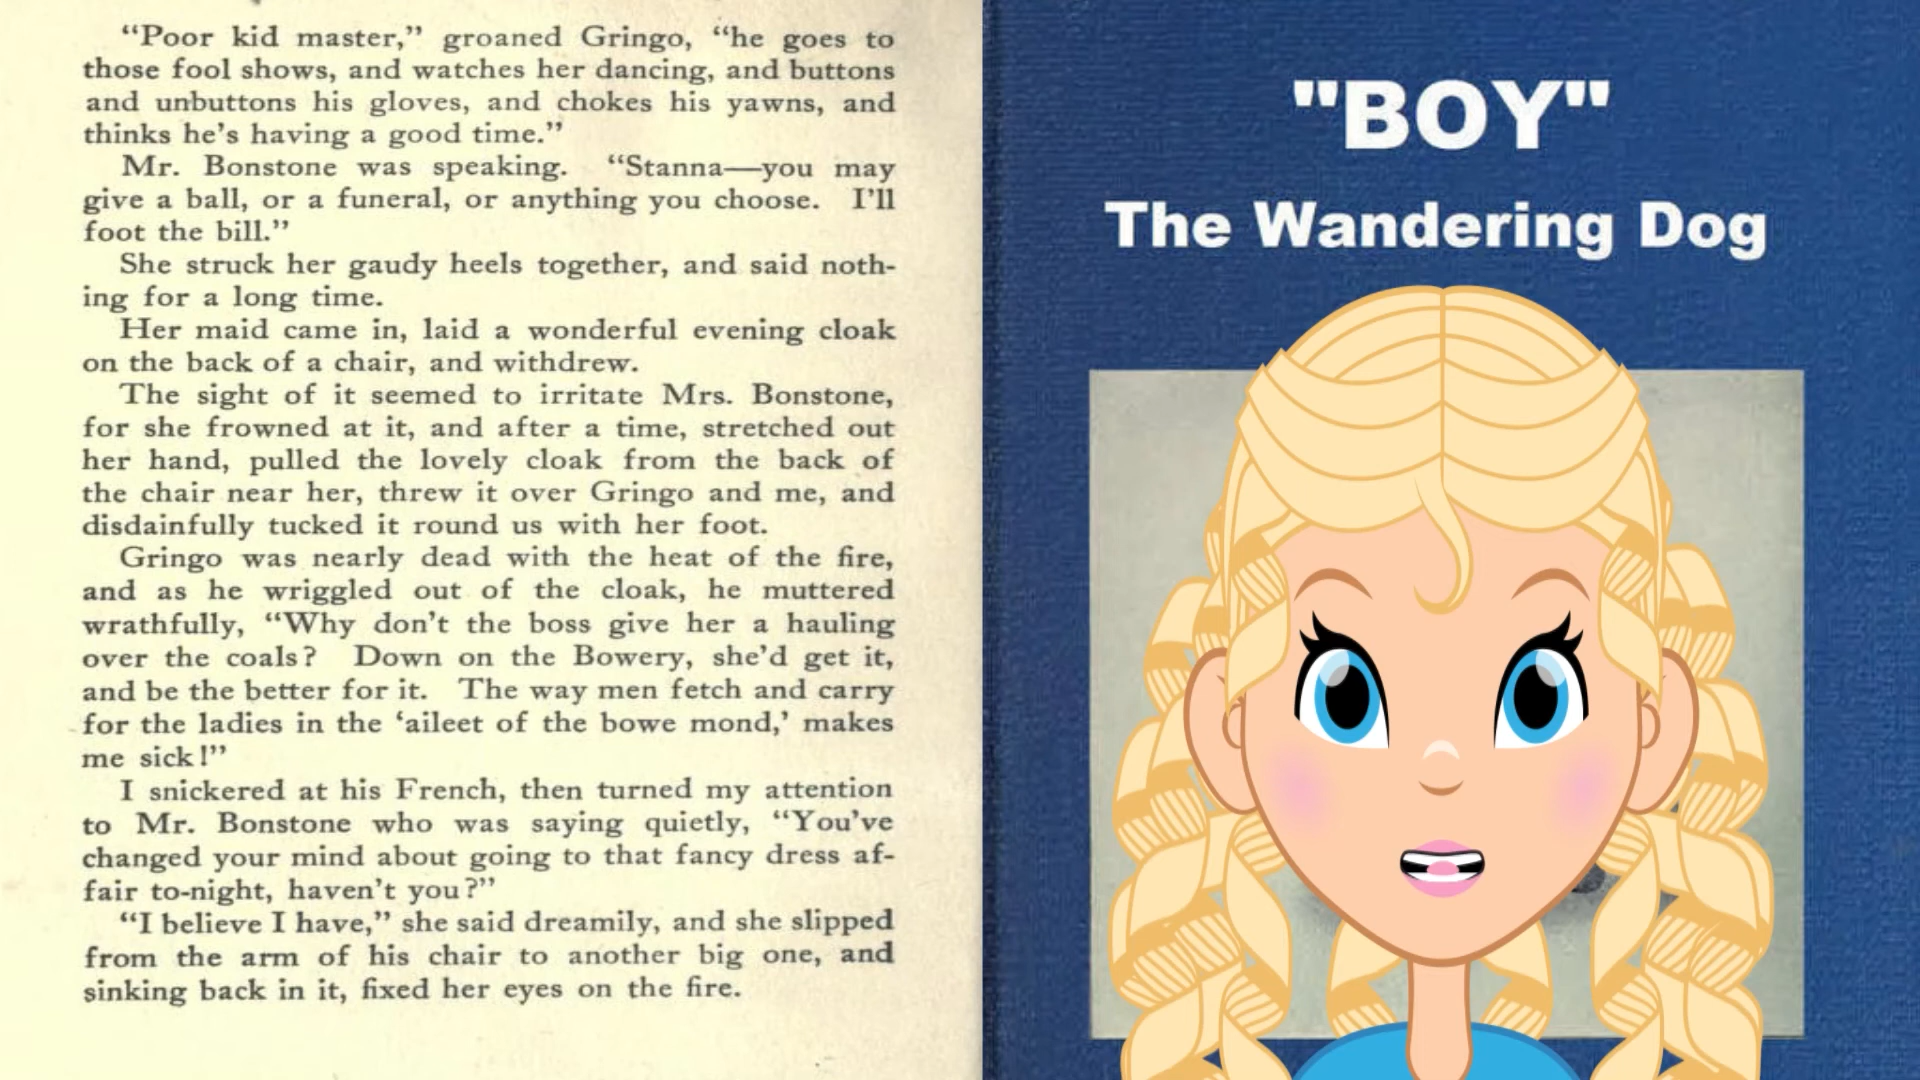 “Poor kid master,” groaned Gringo, “he goes to
those fool shows, and watches her dancing, and buttons
and unbuttons his gloves, and chokes his yawns, and
thinks he’s having a good time.”
Mr. Bonstone was speaking. “Stanna—you may
give a ball, or a funeral, or anything you choose. I’ll
foot the bill.”
She struck her gaudy heels together, and said noth-
ing for a long time.
Her maid came in, laid a wonderful evening cloak
on the back of a chair, and withdrew.
The sight of it seemed to irritate Mrs. Bonstone,
for she frowned at it, and after a time, stretched out
her hand, pulled the lovely cloak from the back of
the chair near her, threw it over Gringo and me, and
disdainfully tucked it round us with her foot.
Gringo was nearly dead with the heat of the fire,
and as he wriggled out of the cloak, he muttered
wrathfully, “Why don’t the boss give her a hauling
over the coals? Down on the Bowery, she’d get it,
and be the better for it. The way men fetch and carry
for the ladies in the ‘aileet of the bowe mond,’ makes
me sick!”
I snickered at his French, then turned my attention
to Mr. Bonstone who was saying quietly, “You’ve
changed your mind about going to that fancy dress af-
fair to-night, haven’t you?”
“I believe I have,” she said dreamily, and she slipped
from the arm of his chair to another big one, and
sinking back in it, fixed her eyes on the fire.
"BOY"
The Wandering Dog